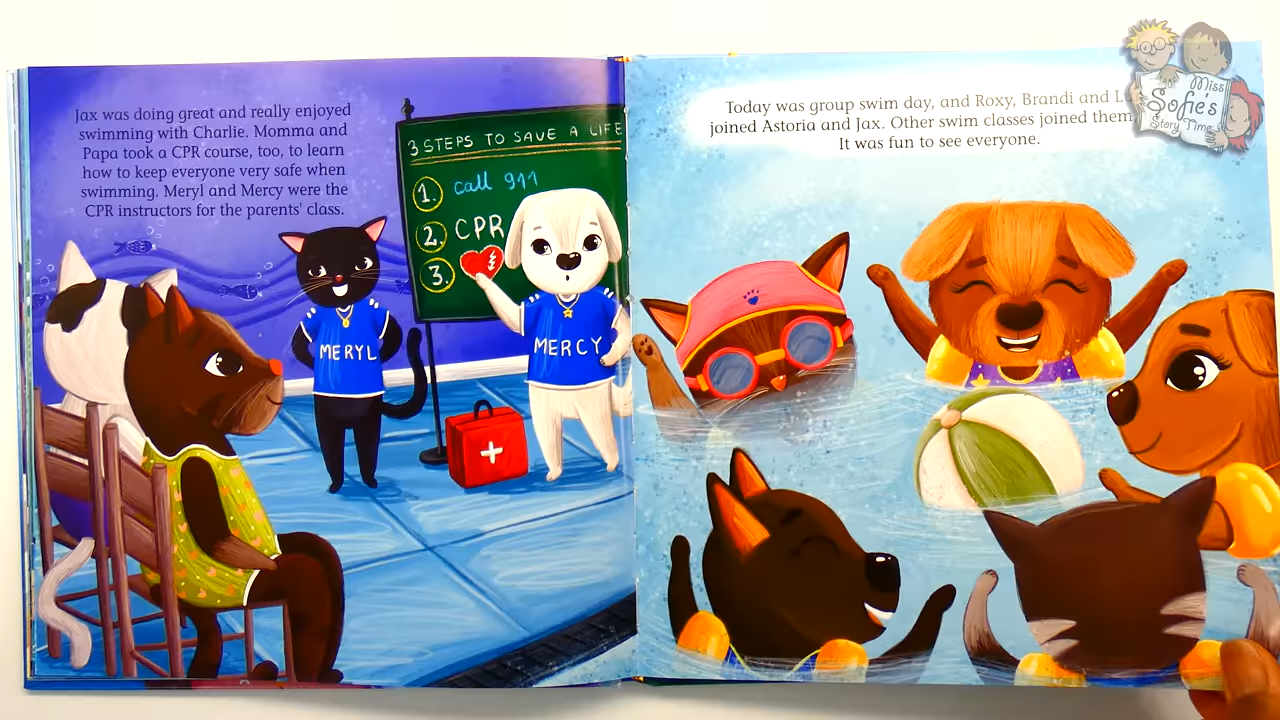 Jax was doing great and really enjoyed
swimming with Charlie. Momma and
Papa took a CPR course, too, to learn
how to keep everyone very safe when
swimming. Meryl and Mercy were the
CPR instructors for the parents' class.
3 STEPS TO SAVE A LIFE
1. call 911
2. CPR
3.
MERYL
MERCY
Today was group swim day, and Roxy, Brandi and
joined Astoria and Jax. Other swim classes joined them
It was fun to see everyone.
Miss
Sofie's
Story Time